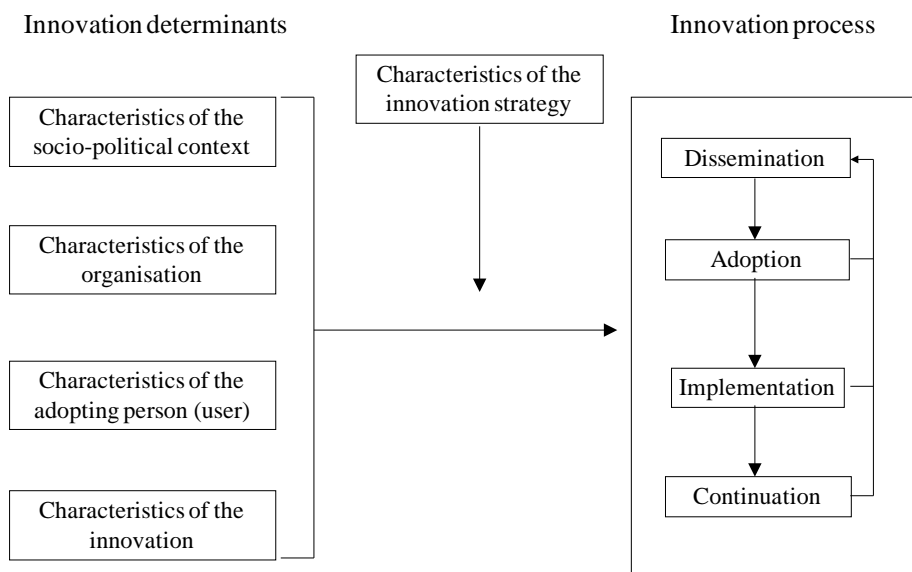 Innovation determinants
Innovation process
Characteristics of the
innovation strategy
Characteristics of the
socio-political context
Characteristics of the
organisation
Characteristics of the
adopting person (user)
Characteristics of the
innovation
Dissemination
Adoption
Implementation
Continuation